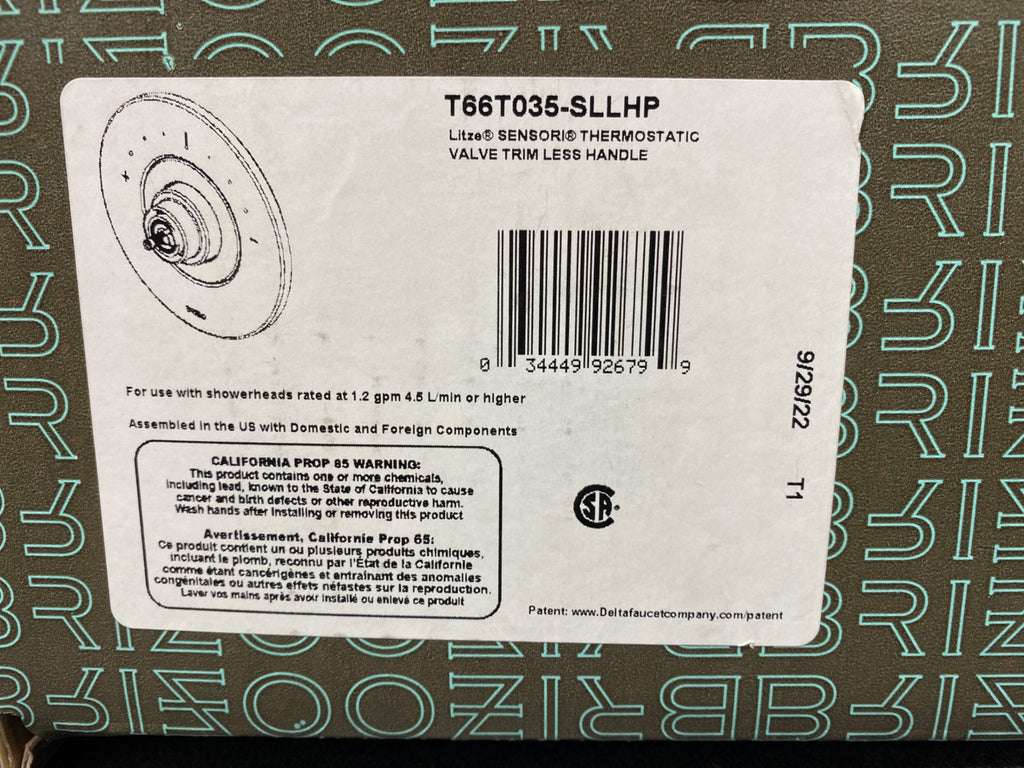 T66T035-SLLHP
Litze® SENSORI® THERMOSTATIC
VALVE TRIM LESS HANDLE
0 34449 92679 9
9/29/22 T1
For use with showerheads rated at 1.2 gpm 4.5 L/min or higher
Assembled in the US with Domestic and Foreign Components
CALIFORNIA PROP 65 WARNING:
This product contains one or more chemicals,
including lead, known to the State of California to cause
cancer and birth defects or other reproductive harm.
Wash hands after installing or removing this product
Avertissement, Californie Prop 65:
Ce produit contient un ou plusieurs produits chimiques,
incluant le plomb, reconnu par l'État de la Californie
comme étant cancérigènes et entraînant des anomalies
congénitales ou autres effets néfastes sur la reproduction.
Laver vos mains après avoir installé ou enlevé ce produit
CSA
Patent: www.Deltafaucetcompany.com/patent
BRIZO